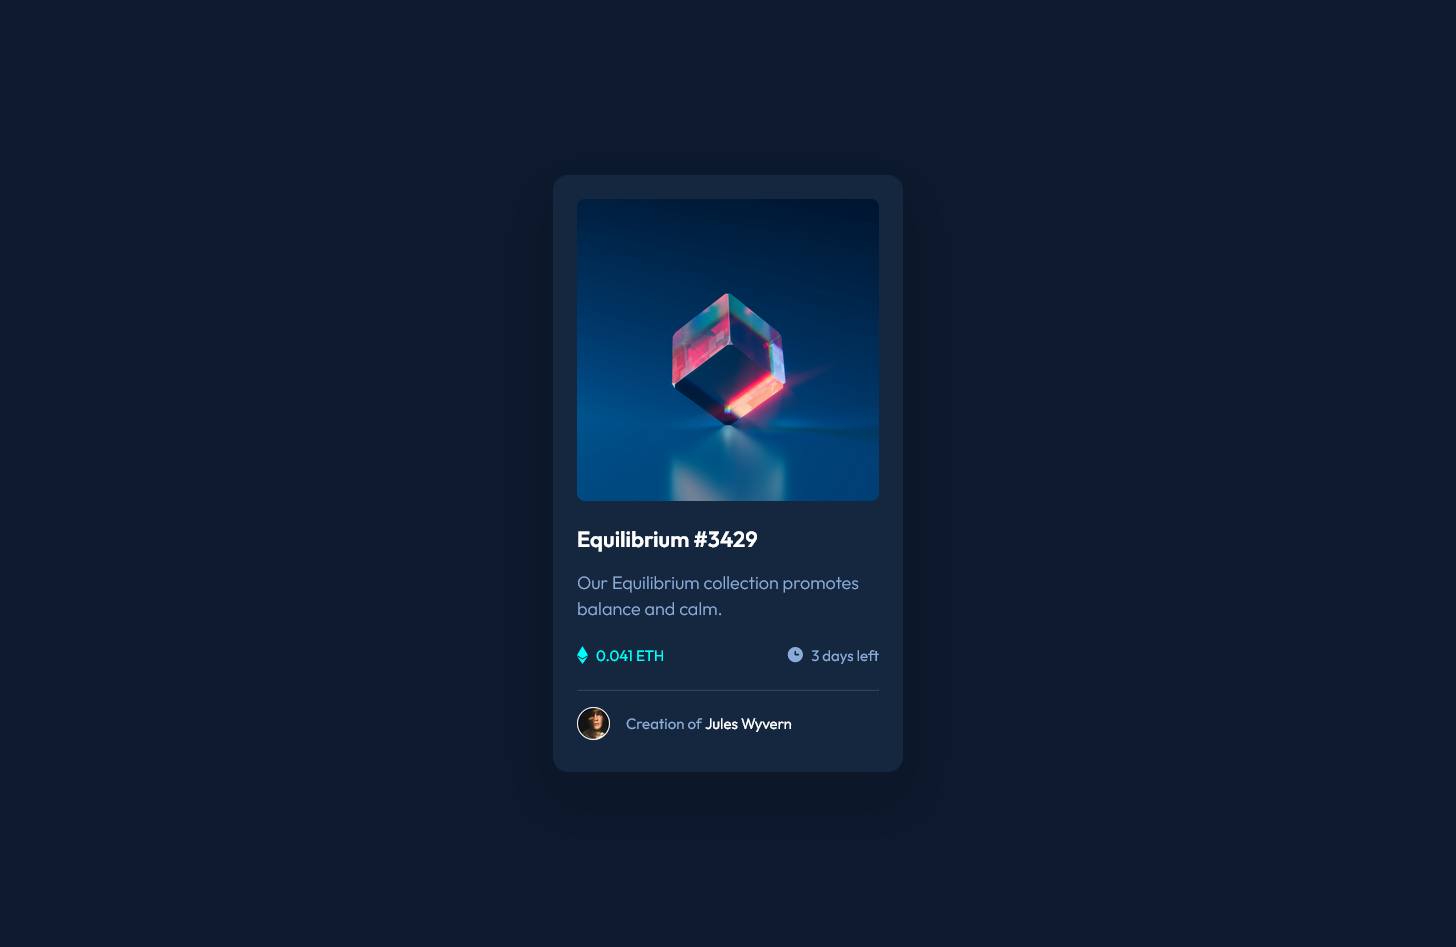 Equilibrium #3429
Our Equilibrium collection promotes
balance and calm.
0.041 ETH
3 days left
Creation of Jules Wyvern